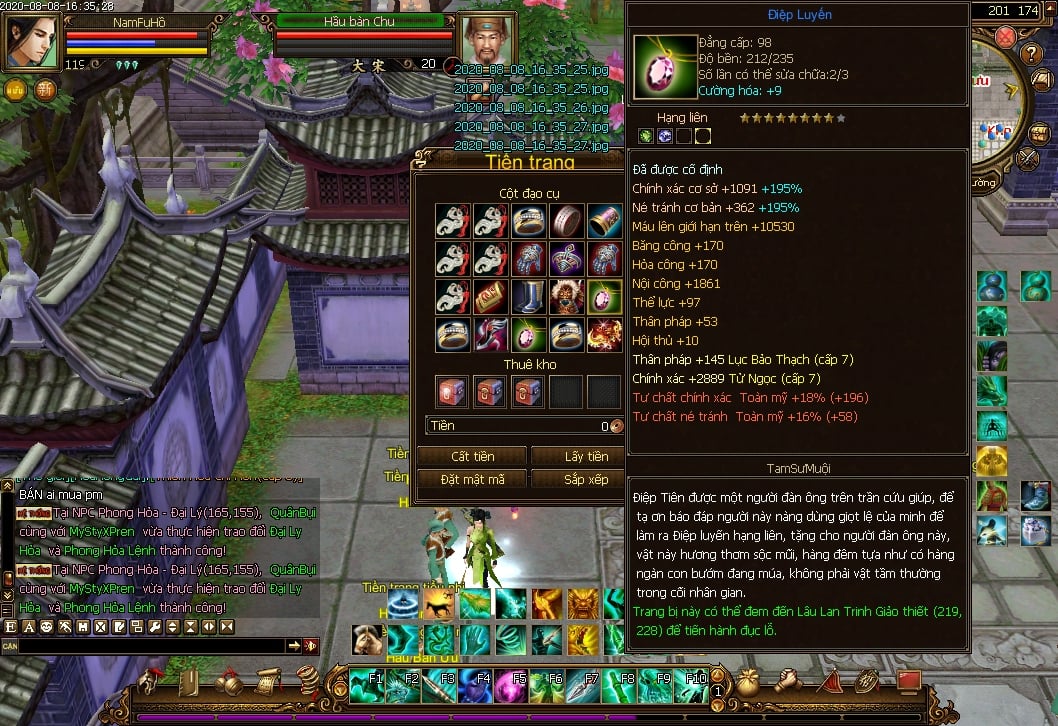 2020-08-08-16:35:28
NamFuHồ
119
Hầu bàn Chu
大宋
20
2020_08_08_16_35_25.jpg
2020_08_08_16_35_25.jpg
2020_08_08_16_35_26.jpg
2020_08_08_16_35_27.jpg
2020_08_08_16_35_27.jpg
201 174
Tiền trang
Cột đạo cụ
Thuê kho
Tiền 0
Cất tiền Lấy tiền
Đặt mật mã Sắp xếp
Điệp Luyến
Đẳng cấp: 98
Độ bền: 212/235
Số lần có thể sửa chữa:2/3
Cường hóa: +9
Hạng liên
Đã được cố định
Chính xác cơ sở +1091 +195%
Né tránh cơ bản +362 +195%
Máu lên giới hạn trên +10530
Băng công +170
Hỏa công +170
Nội công +1861
Thể lực +97
Thân pháp +53
Hội thủ +10
Thân pháp +145 Lục Bảo Thạch (cấp 7)
Chính xác +2889 Tử Ngọc (cấp 7)
Tư chất chính xác Toàn mỹ +18% (+196)
Tư chất né tránh Toàn mỹ +16% (+58)
TamSưMuội
Điệp Tiên được một người đàn ông trên trần cứu giúp, để
tạ ơn báo đáp người này nàng dùng giọt lệ của mình để
làm ra Điệp luyến hạng liên, tặng cho người đàn ông này,
vật này hương thơm sộc mũi, hàng đêm tựa như có hàng
ngàn con bướm đang múa, không phải vật tầm thường
trong cõi nhân gian.
Trang bị này có thể đem đến Lâu Lan Trinh Giảo thiết (219,
228) để tiến hành đục lỗ.
BÁN ai mua pm
Tại NPC Phong Hỏa - Đại Lý(165,155), QuânBụi
cùng với MyStyXPren vừa thực hiện trao đổi Đại Lý
Hỏa và Phong Hỏa Lệnh thành công!
Tại NPC Phong Hỏa - Đại Lý(165,155), QuânBụi
cùng với MyStyXPren vừa thực hiện trao đổi Đại Lý
Hỏa và Phong Hỏa Lệnh thành công!
CẬN
F1 F2 F3 F4 F5 F6 F7 F8 F9 F10
1